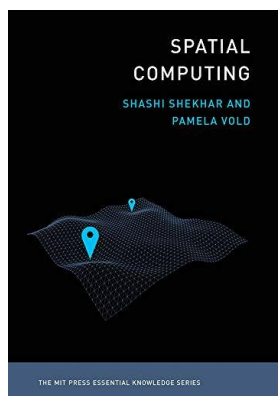 SPATIAL
COMPUTING
SHASHI SHEKHAR AND
PAMELA VOLD
THE MIT PRESS ESSENTIAL KNOWLEDGE SERIES